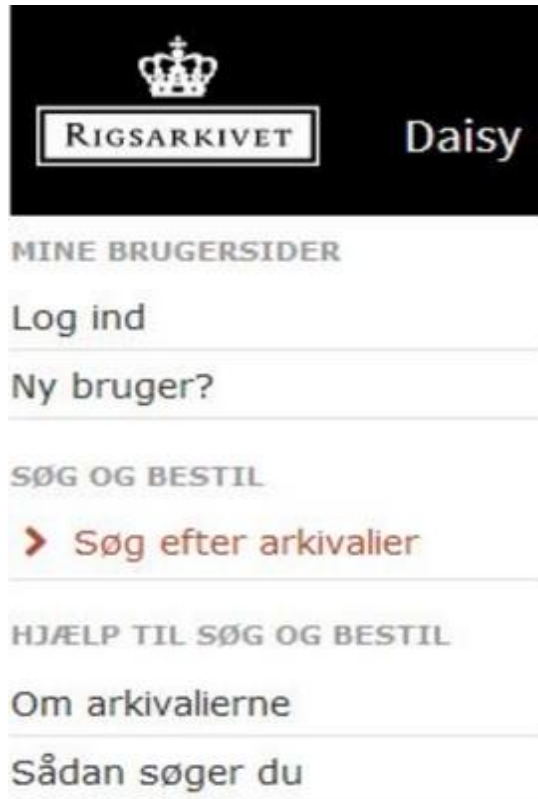 RIGSARKIVET
Daisy
MINE BRUGERSIDER
Log ind
Ny bruger?
SØG OG BESTIL
Søg efter arkivalier
HJÆLP TIL SØG OG BESTIL
Om arkivalierne
Sådan søger du